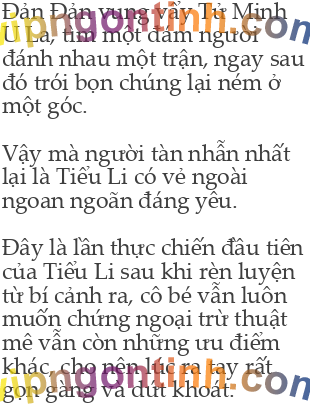 Đản Đản vung vẩy Tử Minh
U La, tìm một đám người
đánh nhau một trận, ngay sau
đó trói bọn chúng lại ném ở
một góc.
Vậy mà người tàn nhẫn nhất
lại là Tiểu Li có vẻ ngoài
ngoan ngoãn đáng yêu.
Đây là lần thực chiến đầu tiên
của Tiểu Li sau khi rèn luyện
từ bí cảnh ra, cô bé vẫn luôn
muốn chứng ngoại trừ thuật
mê vẫn còn những ưu điểm
khác, cho nên lúc ra tay rất
gọn gàng và dứt khoát.
vipngontinh.com
vipngontinh.com